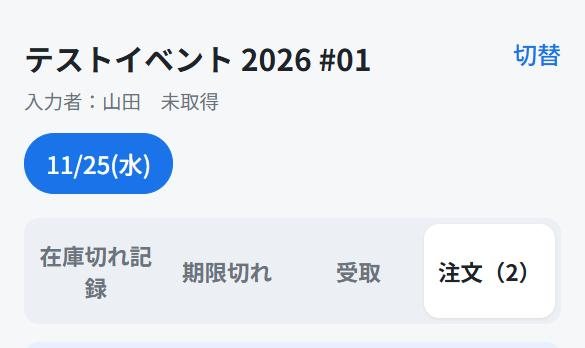 テストイベント 2026 #01
切替
入力者：山田　未取得
11/25(水)
在庫切れ記
録
期限切れ
受取
注文（2）